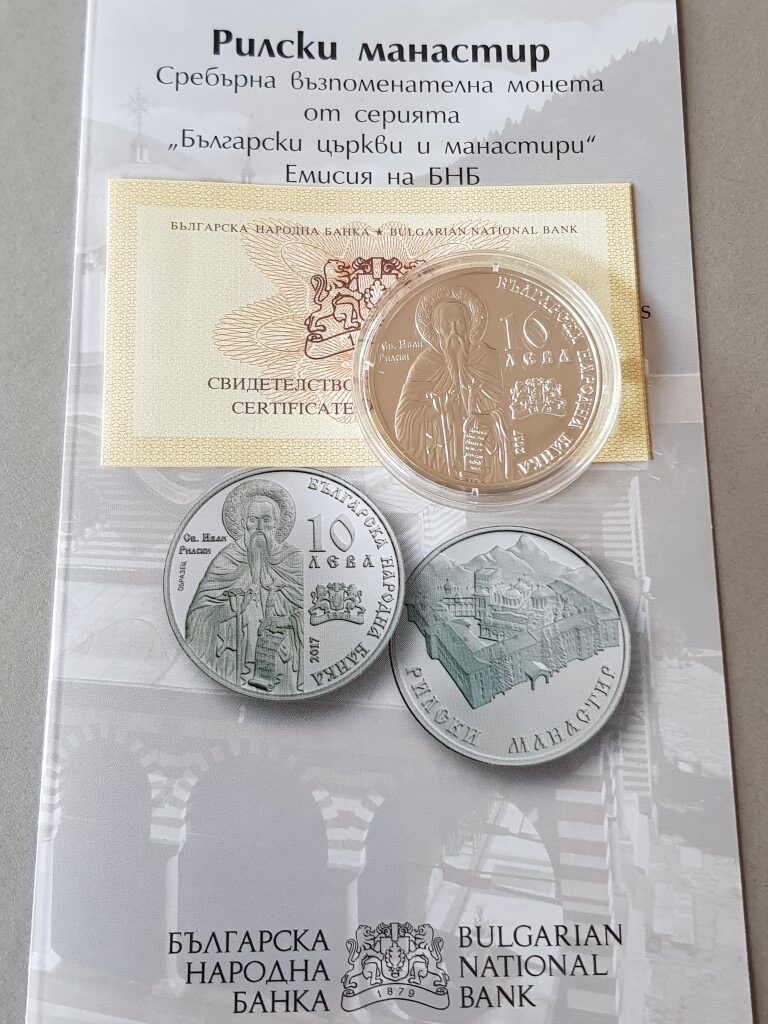 Рилски манастир
Сребърна възпоменателна монета
от серията
„Български църкви и манастири“
Емисия на БНБ
БЪЛГАРСКА НАРОДНА БАНКА ★ BULGARIAN NATIONAL BANK
s
СВИДЕТЕЛСТВО
CERTIFICATE
БЪЛГАРСКА НАРОДНА БАНКА
10
ЛЕВА
Св. Иван
Рилски
2017
БЪЛГАРСКА НАРОДНА БАНКА
Св. Иван
Рилски
10
ЛЕВА
ОБРАЗЕЦ
2017
РИЛСКИ МАНАСТИР
БЪЛГАРСКА
НАРОДНА
БАНКА
1879
BULGARIAN
NATIONAL
BANK